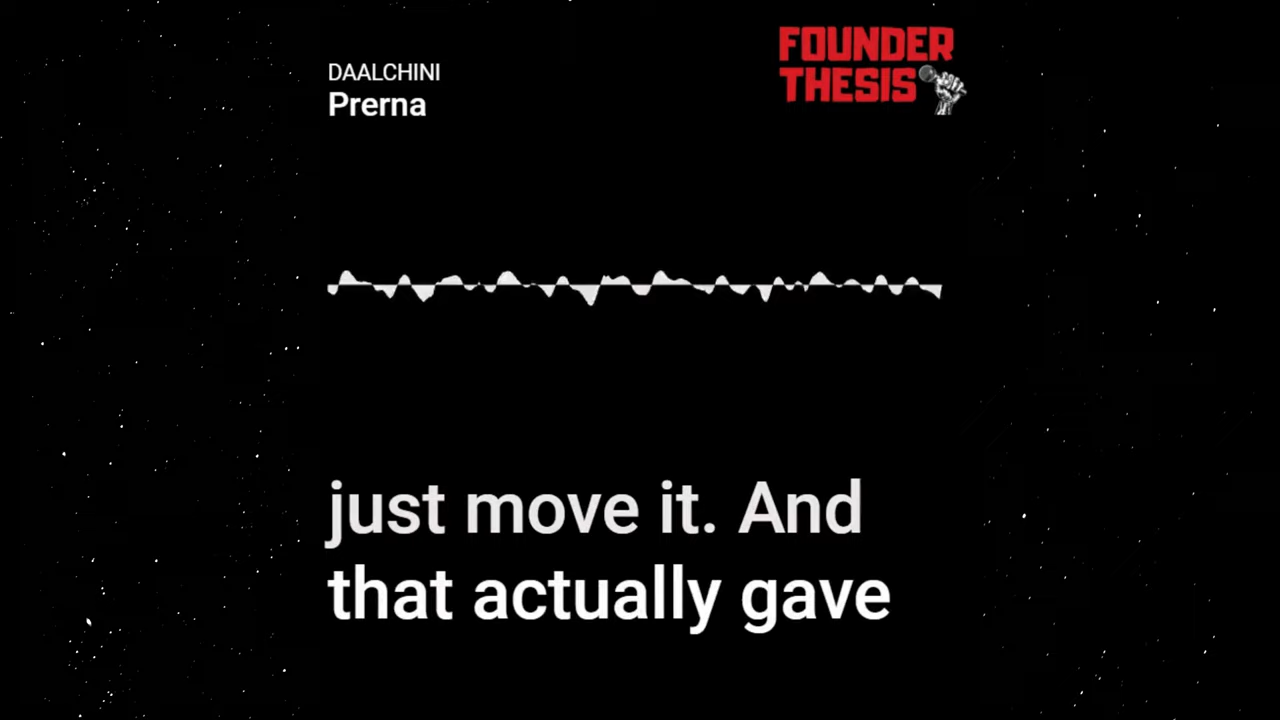 DAALCHINI
Prerna
FOUNDER
THESIS
just move it. And
that actually gave